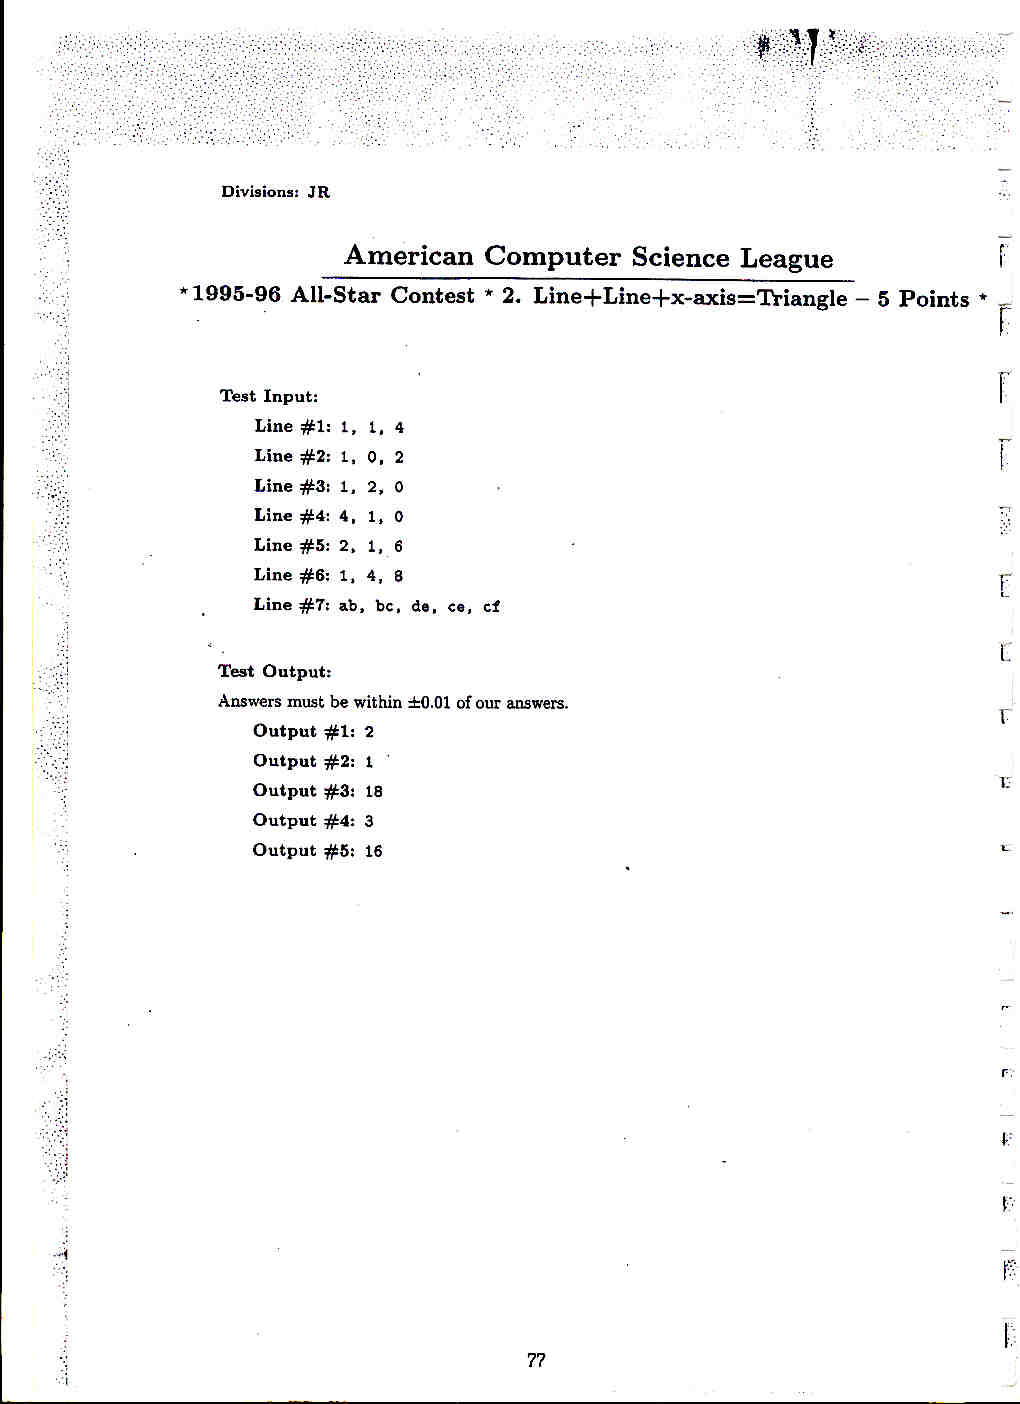 Divisions: JR
American Computer Science League
*1995-96 All-Star Contest * 2. Line+Line+x-axis=Triangle – 5 Points *
Test Input:
Line #1: 1, 1, 4
Line #2: 1, 0, 2
Line #3: 1, 2, 0
Line #4: 4, 1, 0
Line #5: 2, 1, 6
Line #6: 1, 4, 8
Line #7: ab, bc, de, ce, cf
Test Output:
Answers must be within ±0.01 of our answers.
Output #1: 2
Output #2: 1
Output #3: 18
Output #4: 3
Output #5: 16
77